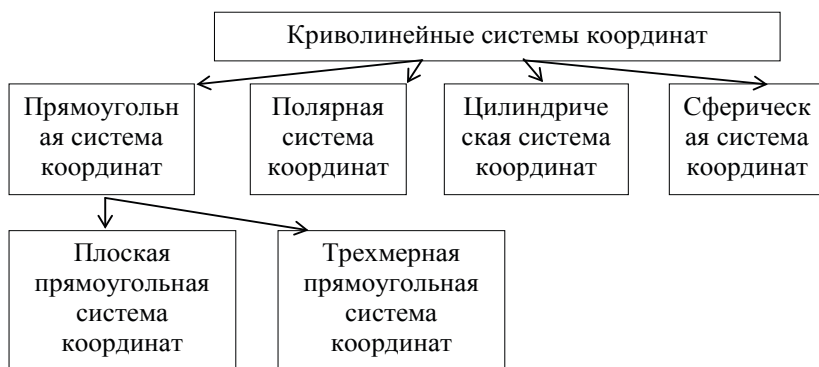 Криволинейные системы координат
Прямоугольн
ая система
координат
Полярная
система
координат
Цилиндриче
ская система
координат
Сферическ
ая система
координат
Плоская
прямоугольная
система
координат
Трехмерная
прямоугольная
система
координат